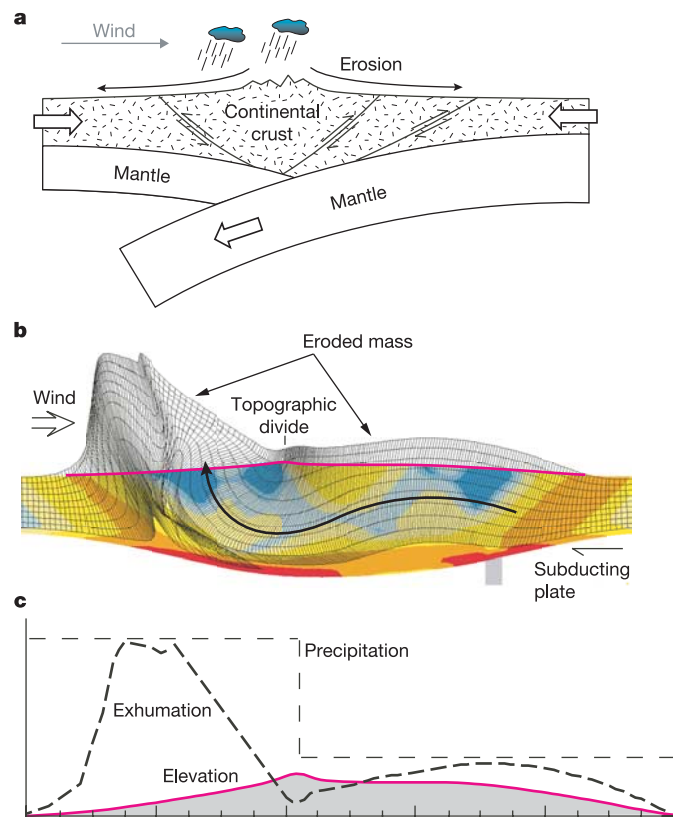 a
Wind
Erosion
Continental
crust
Mantle
Mantle
b
Eroded mass
Wind
Topographic
divide
Subducting
plate
c
Precipitation
Exhumation
Elevation